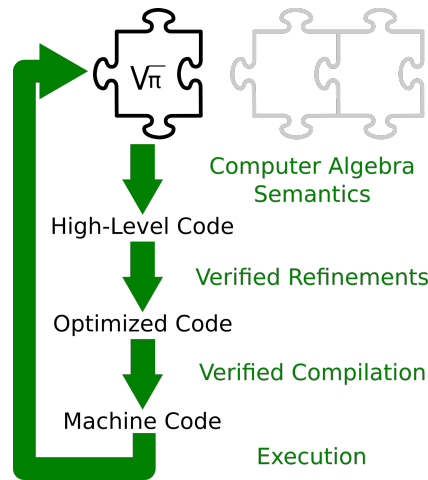 √π
Computer Algebra
Semantics
High-Level Code
Verified Refinements
Optimized Code
Verified Compilation
Machine Code
Execution